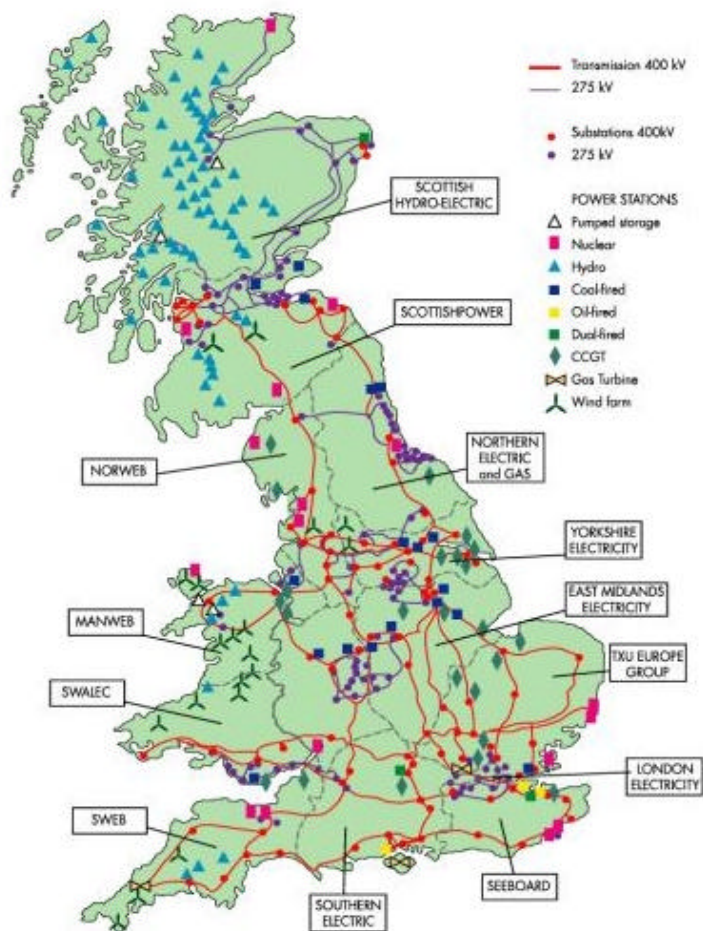 Transmission 400 kV
275 kV
Substations 400kV
275 kV
POWER STATIONS
Pumped storage
Nuclear
Hydro
Coal-fired
Oil-fired
Dual-fired
CCGT
Gas Turbine
Wind farm
SCOTTISH
HYDRO-ELECTRIC
SCOTTISHPOWER
NORWEB
NORTHERN
ELECTRIC
and GAS
YORKSHIRE
ELECTRICITY
EAST MIDLANDS
ELECTRICITY
MANWEB
TXU EUROPE
GROUP
SWALEC
LONDON
ELECTRICITY
SWEB
SEEBOARD
SOUTHERN
ELECTRIC